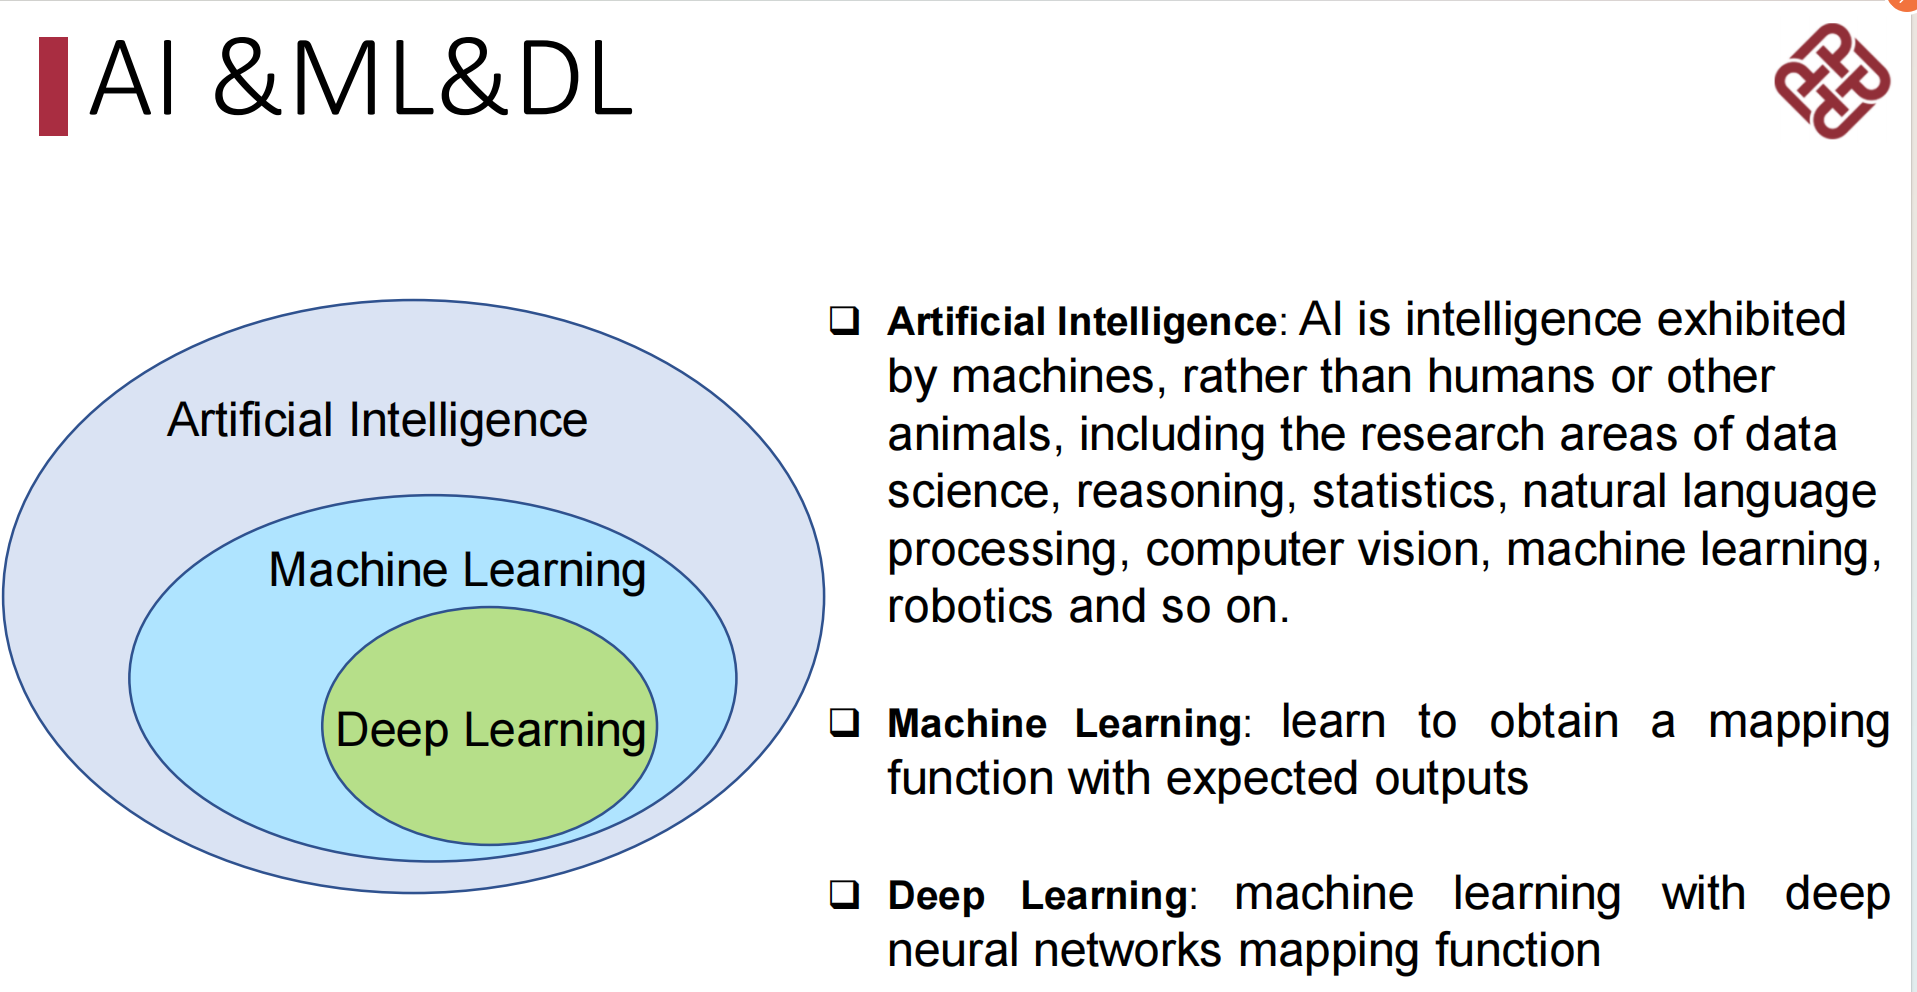 AI &ML&DL
Artificial Intelligence
Machine Learning
Deep Learning
❑ Artificial Intelligence: AI is intelligence exhibited
by machines, rather than humans or other
animals, including the research areas of data
science, reasoning, statistics, natural language
processing, computer vision, machine learning,
robotics and so on.
❑ Machine Learning: learn to obtain a mapping
function with expected outputs
❑ Deep Learning: machine learning with deep
neural networks mapping function